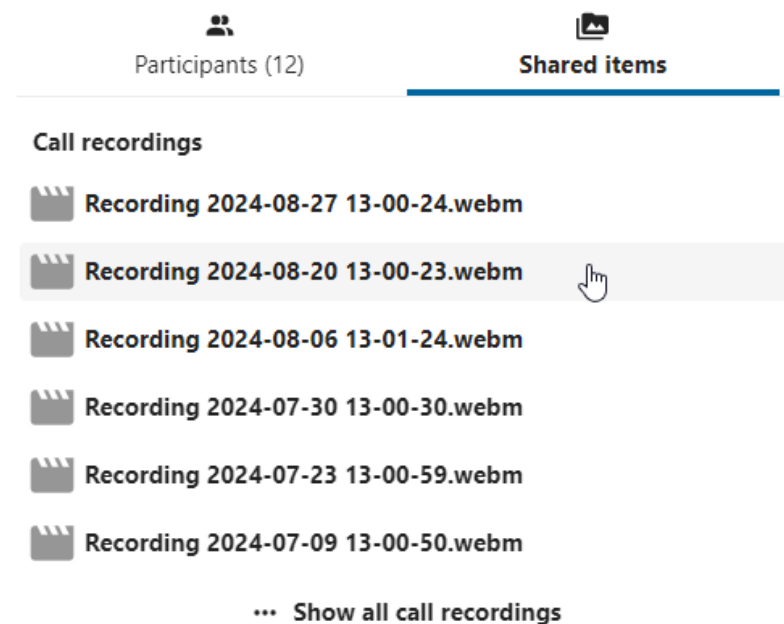 Participants (12)
Shared items
Call recordings
Recording 2024-08-27 13-00-24.webm
Recording 2024-08-20 13-00-23.webm
Recording 2024-08-06 13-01-24.webm
Recording 2024-07-30 13-00-30.webm
Recording 2024-07-23 13-00-59.webm
Recording 2024-07-09 13-00-50.webm
··· Show all call recordings